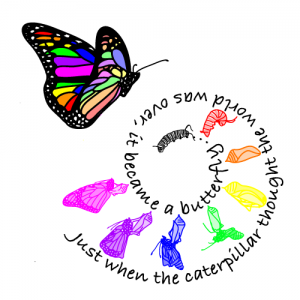 Just when the caterpillar thought the world was over, it became a butterfly.